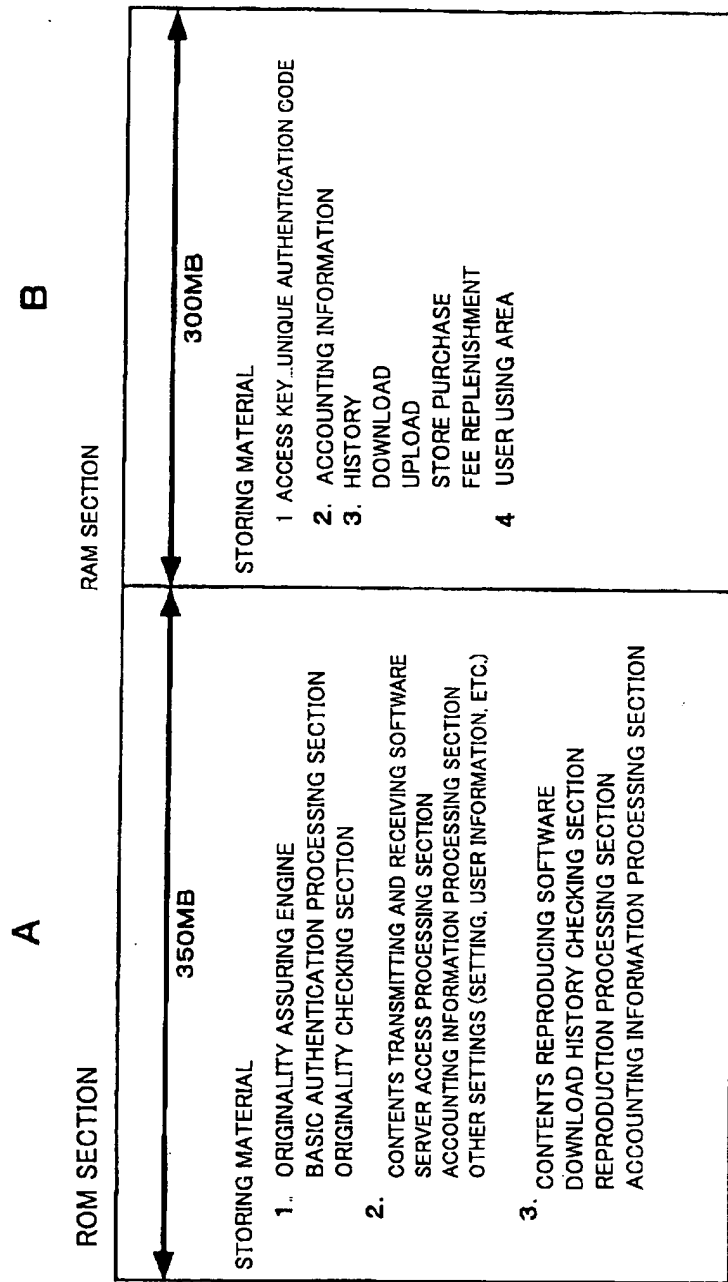 A
ROM SECTION
350MB
STORING MATERIAL
1. ORIGINALITY ASSURING ENGINE
BASIC AUTHENTICATION PROCESSING SECTION
ORIGINALITY CHECKING SECTION
2. CONTENTS TRANSMITTING AND RECEIVING SOFTWARE
SERVER ACCESS PROCESSING SECTION
ACCOUNTING INFORMATION PROCESSING SECTION
OTHER SETTINGS (SETTING, USER INFORMATION, ETC.)
3. CONTENTS REPRODUCING SOFTWARE
DOWNLOAD HISTORY CHECKING SECTION
REPRODUCTION PROCESSING SECTION
ACCOUNTING INFORMATION PROCESSING SECTION
B
RAM SECTION
300MB
STORING MATERIAL
1 ACCESS KEY...UNIQUE AUTHENTICATION CODE
2. ACCOUNTING INFORMATION
3. HISTORY
DOWNLOAD
UPLOAD
STORE PURCHASE
FEE REPLENISHMENT
4 USER USING AREA